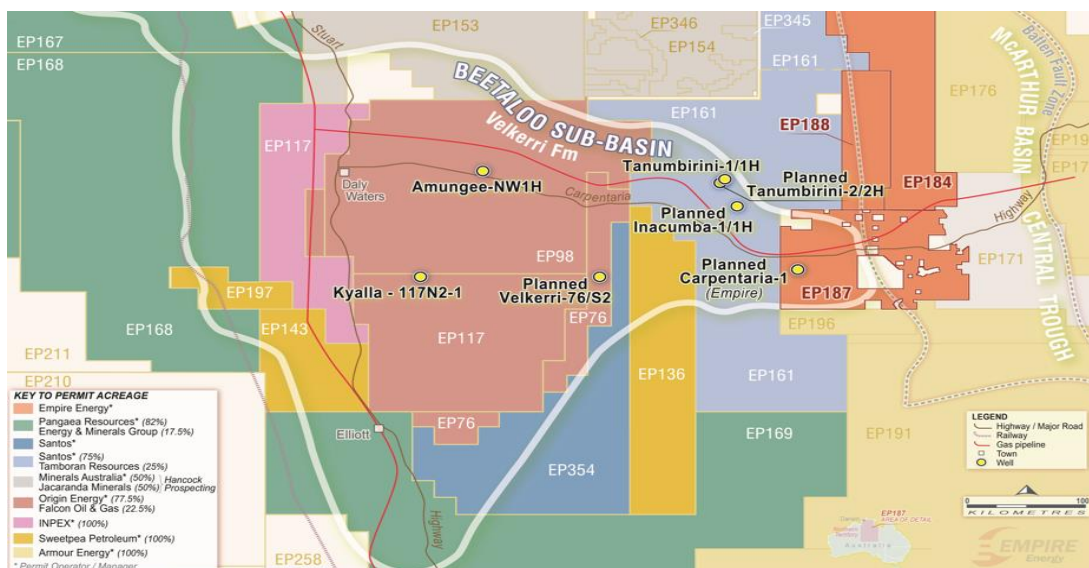 EP167
EP168
Stuart
EP153
EP346
EP154
EP345
EP161
McARTHUR BASIN
Batten Fault Zone
EP176
BEETALOO SUB-BASIN
Velkerri Fm
EP161
EP188
EP117
Daly
Waters
Amungee-NW1H
Carpentaria
Tanumbirini-1/1H
Planned
Tanumbirini-2/2H
EP184
Highway
Planned
Inacumba-1/1H
CENTRAL TROUGH
EP98
EP171
EP197
Kyalla - 117N2-1
Planned
Velkerri-76/S2
Planned
Carpentaria-1
(Empire)
EP187
EP168
EP143
EP117
EP76
EP196
EP211
EP210
EP136
EP161
EP76
Elliott
EP354
EP169
EP191
Highway
EP258
KEY TO PERMIT ACREAGE
Empire Energy*
Pangaea Resources* (82%)
Energy & Minerals Group (17.5%)
Santos*
Santos* (75%)
Tamboran Resources (25%)
Minerals Australia* (50%)
Jacaranda Minerals (50%)
Hancock
Prospecting
Origin Energy* (77.5%)
Falcon Oil & Gas (22.5%)
INPEX* (100%)
Sweetpea Petroleum* (100%)
Armour Energy* (100%)
* Permit Operator / Manager
LEGEND
Highway / Major Road
Railway
Gas pipeline
Town
Well
0 100
KILOMETRES
EP187
AREA OF DETAIL
Northern
Territory
Australia
EMPIRE
Energy